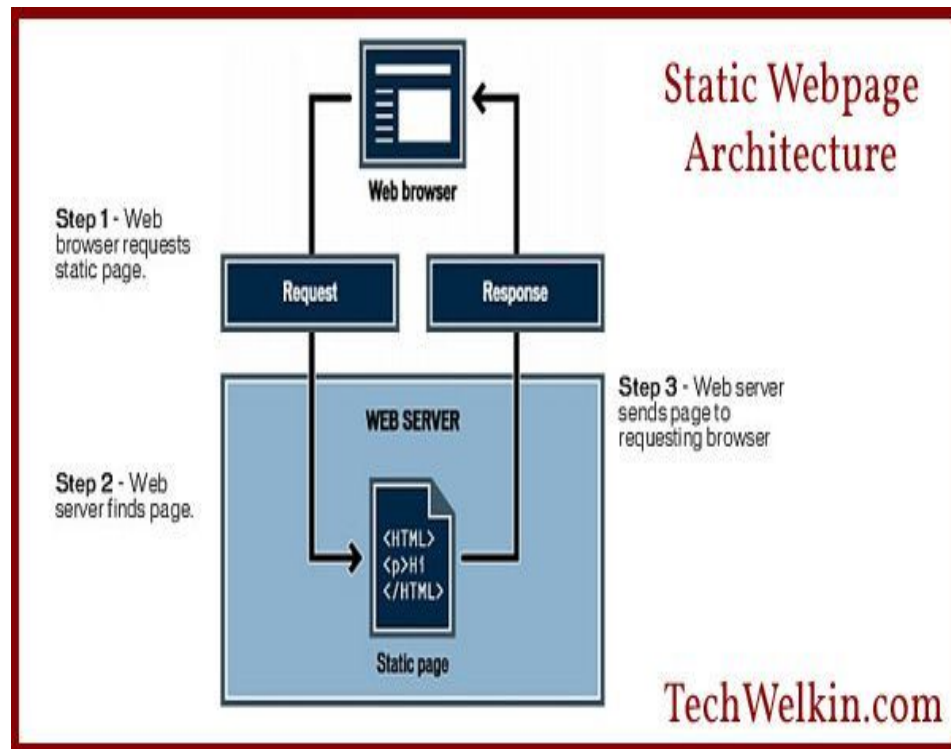 Static Webpage
Architecture
Web browser
Step 1 - Web
browser requests
static page.
Request
Response
WEB SERVER
Step 3 - Web server
sends page to
requesting browser
Step 2 - Web
server finds page.
<HTML>
<p>Hi
</HTML>
Static page
TechWelkin.com